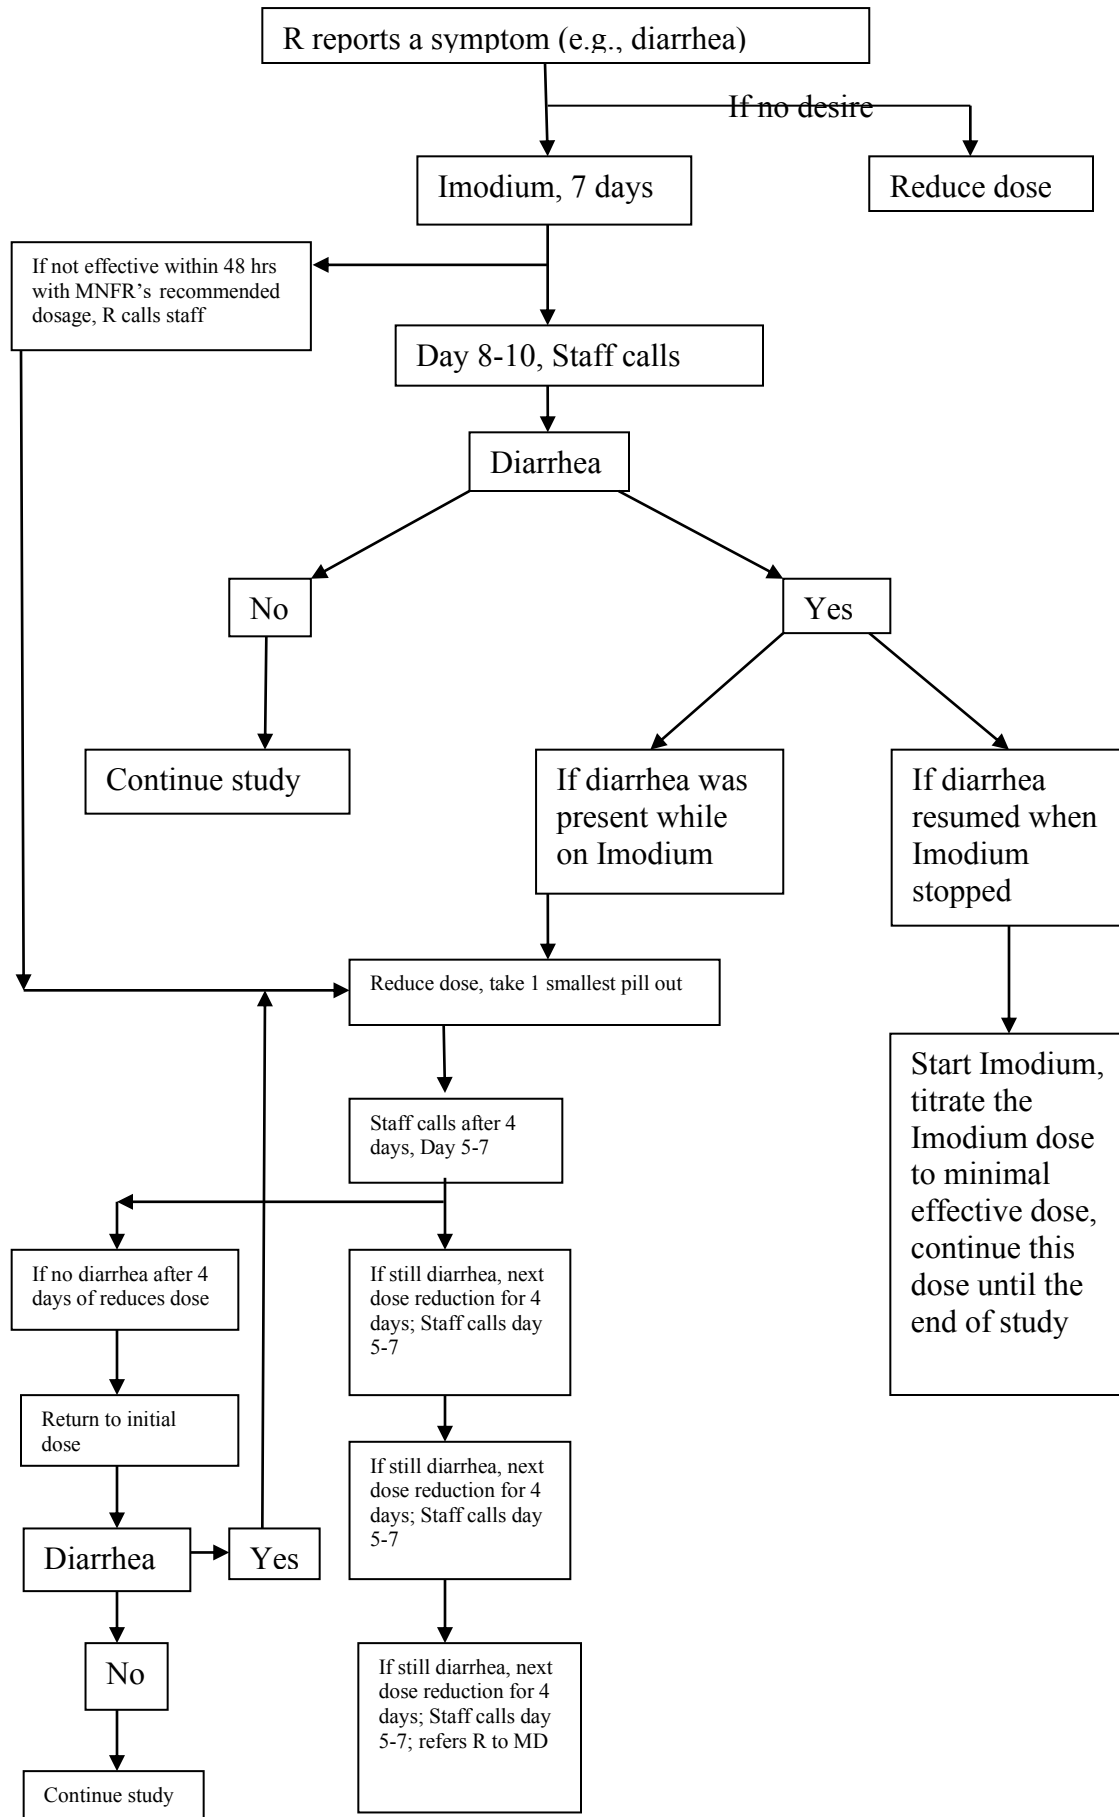 R reports a symptom (e.g., diarrhea)
If no desire
Imodium, 7 days
Reduce dose
If not effective within 48 hrs
with MNFR’s recommended
dosage, R calls staff
Day 8-10, Staff calls
Diarrhea
No
Yes
Continue study
If diarrhea was
present while
on Imodium
If diarrhea
resumed when
Imodium
stopped
Reduce dose, take 1 smallest pill out
Start Imodium,
titrate the
Imodium dose
to minimal
effective dose,
continue this
dose until the
end of study
Staff calls after 4
days, Day 5-7
If no diarrhea after 4
days of reduces dose
If still diarrhea, next
dose reduction for 4
days; Staff calls day
5-7
Return to initial
dose
If still diarrhea, next
dose reduction for 4
days; Staff calls day
5-7
Diarrhea
Yes
No
If still diarrhea, next
dose reduction for 4
days; Staff calls day
5-7; refers R to MD
Continue study